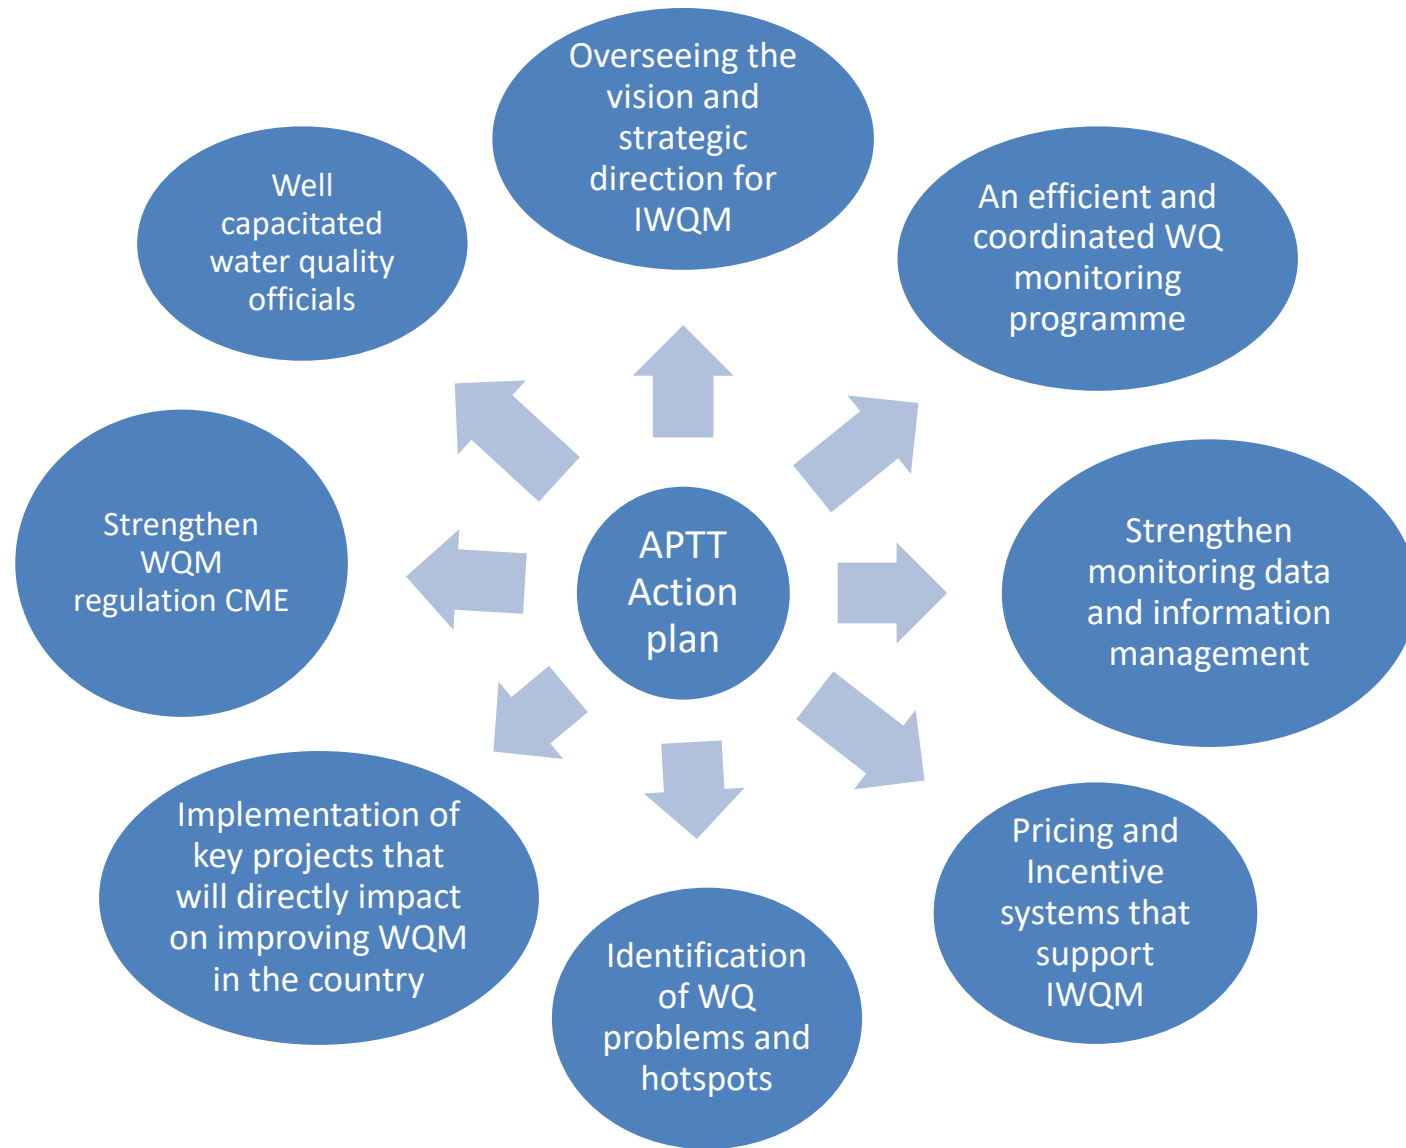 Overseeing the
vision and
strategic
direction for
IWQM
An efficient and
coordinated WQ
monitoring
programme
Strengthen
monitoring data
and information
management
Pricing and
Incentive
systems that
support
IWQM
Identification
of WQ
problems and
hotspots
Implementation of
key projects that
will directly impact
on improving WQM
in the country
Strengthen
WQM
regulation CME
Well
capacitated
water quality
officials
APTT
Action
plan